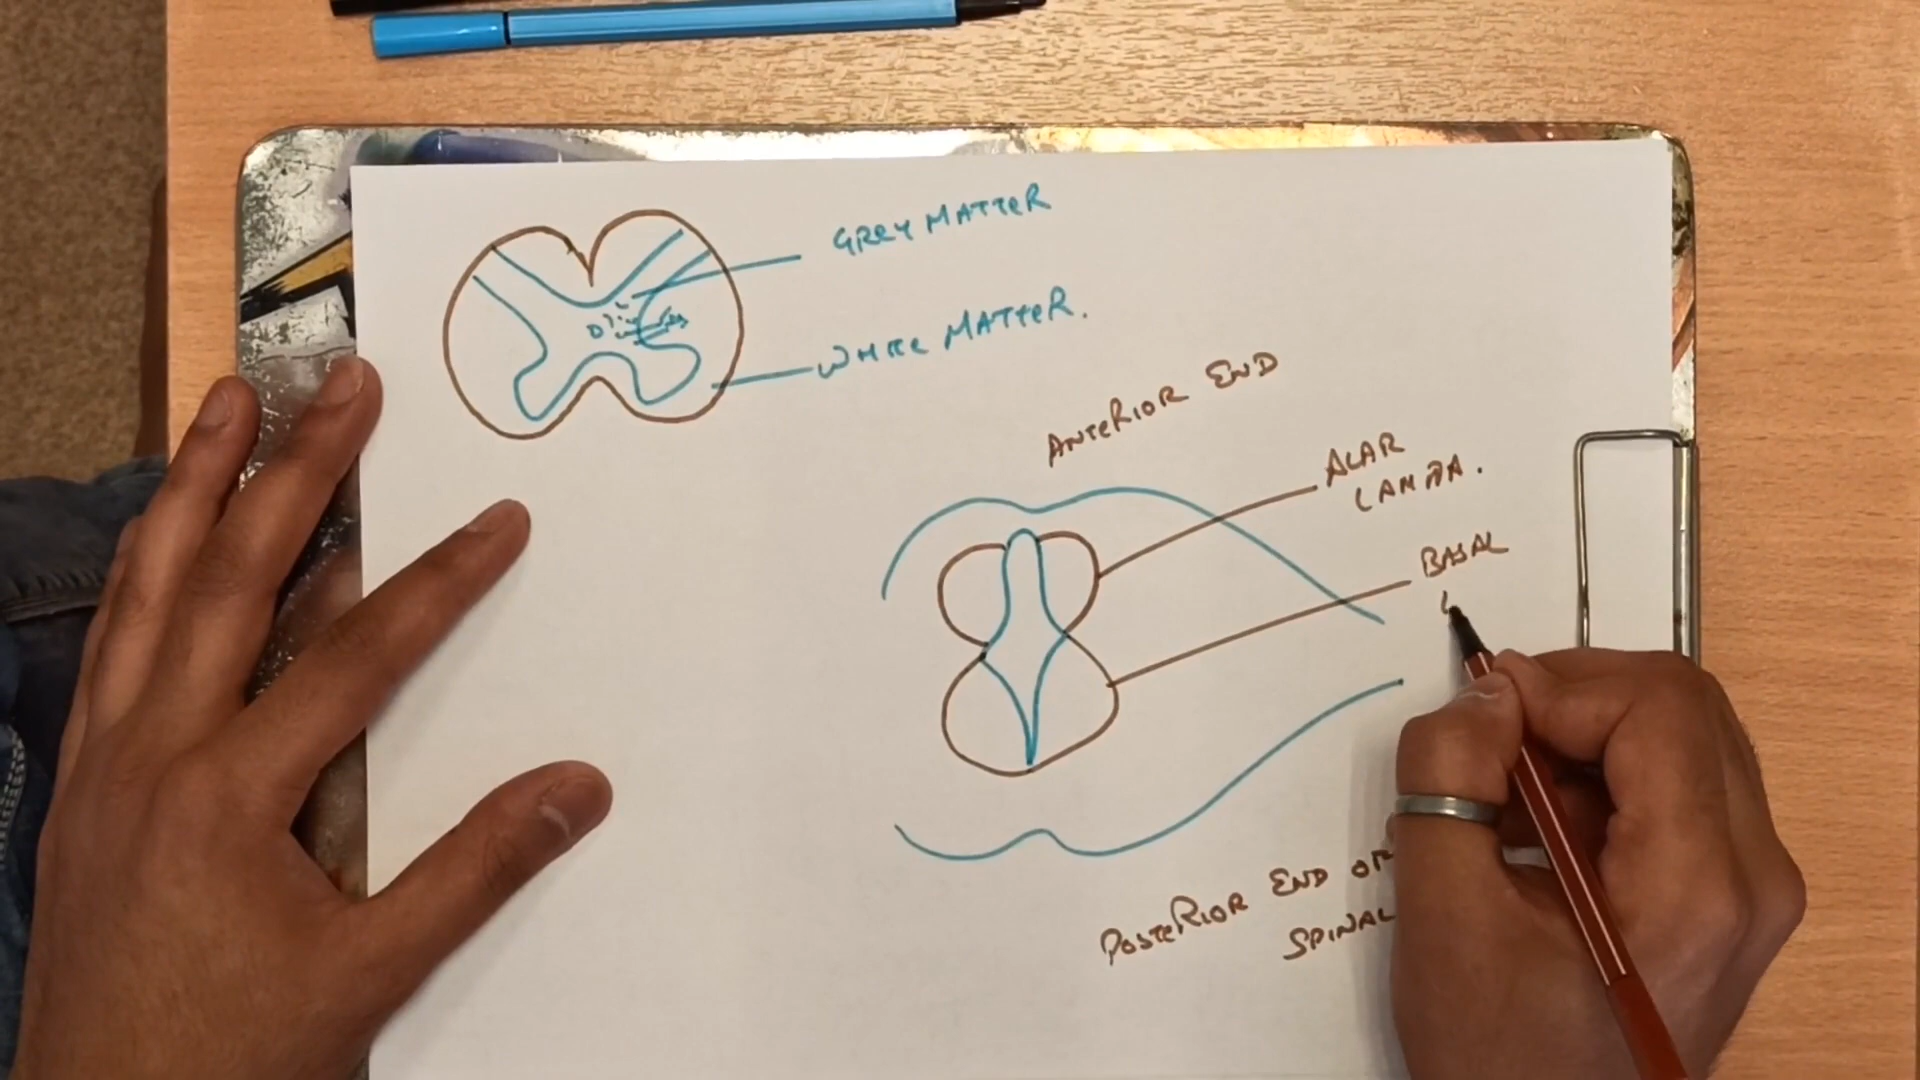 GREY MATTER
WHITE MATTER.
ANTERIOR END
ALAR
LAMINA.
BASAL
L
POSTERIOR END OF
SPINAL